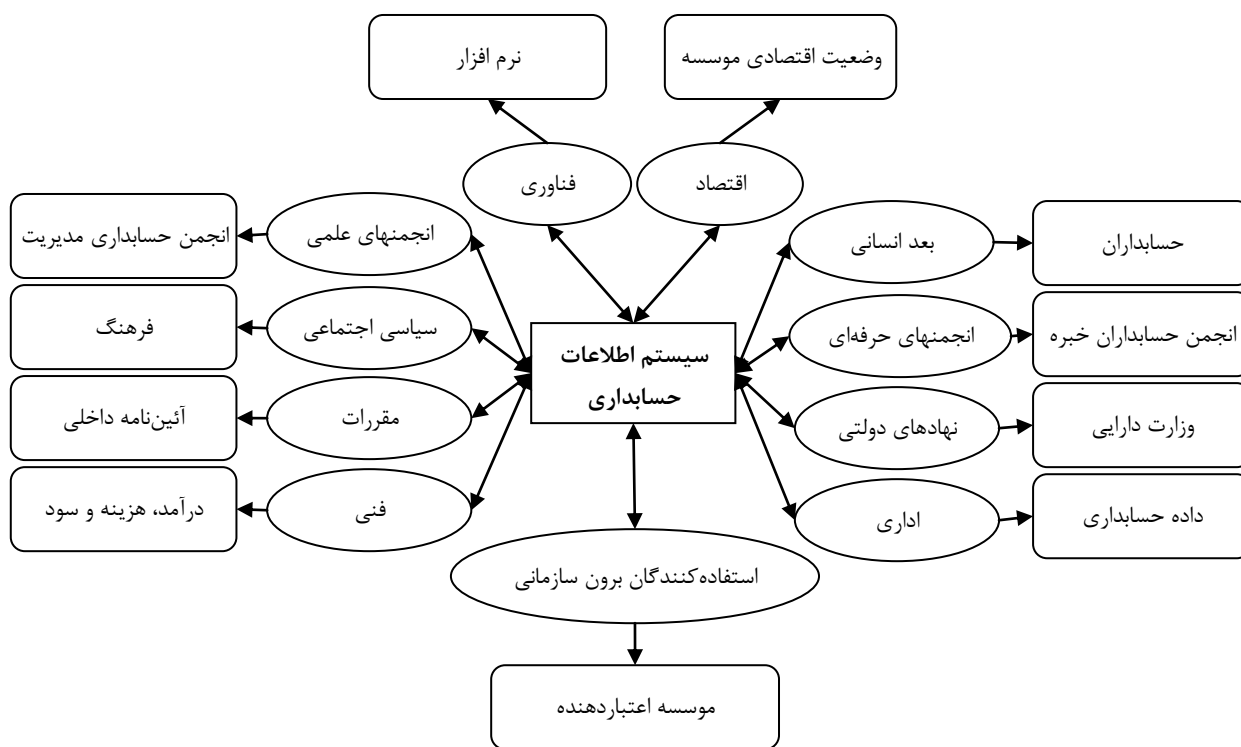 وضعیت اقتصادی موسسه
نرم افزار
اقتصاد
فناوری
حسابداران
بعد انسانی
انجمنهای علمی
انجمن حسابداری مدیریت
انجمن حسابداران خبره
انجمنهای حرفه‌ای
سیاسی اجتماعی
فرهنگ
سیستم اطلاعات
حسابداری
وزارت دارایی
نهادهای دولتی
مقررات
آئین‌نامه داخلی
داده حسابداری
اداری
فنی
درآمد، هزینه و سود
استفاده‌کنندگان برون سازمانی
موسسه اعتباردهنده